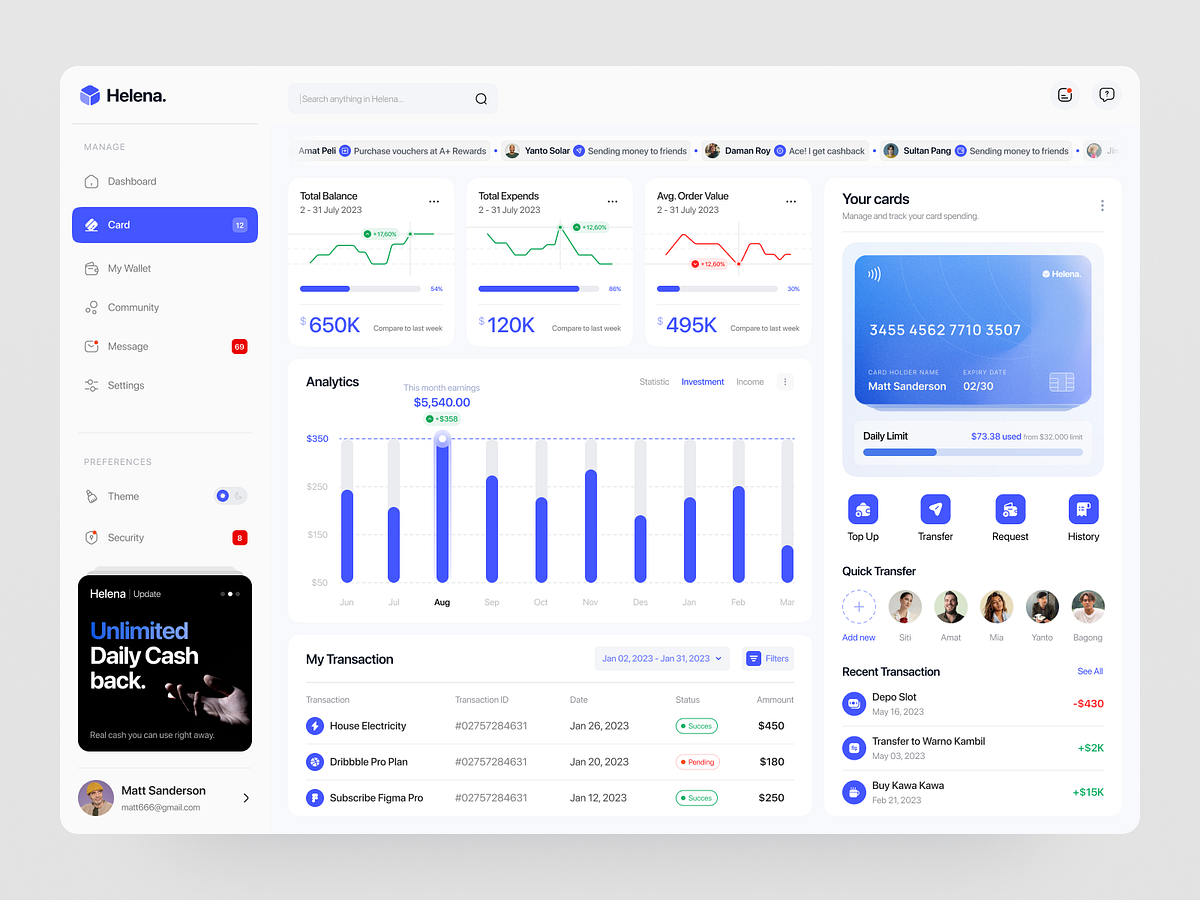 Helena.
MANAGE
Dashboard
Card 12
My Wallet
Community
Message 69
Settings
PREFERENCES
Theme
Security 8
Helena | Update
Unlimited
Daily Cash
back.
Real cash you can use right away.
Matt Sanderson
matt666@gmail.com
Search anything in Helena...
Amat Peli Purchase vouchers at A+ Rewards • Yanto Solar Sending money to friends • Daman Roy Ace! I get cashback • Sultan Pang Sending money to friends •
Total Balance
2 - 31 July 2023
+17,60%
54%
$ 650K Compare to last week
Total Expends
2 - 31 July 2023
+12,60%
86%
$ 120K Compare to last week
Avg. Order Value
2 - 31 July 2023
+12,60%
30%
$ 495K Compare to last week
Analytics
Statistic Investment Income
This month earnings
$5,540.00
+$358
$350
$250
$150
$50
Jun Jul Aug Sep Oct Nov Des Jan Feb Mar
My Transaction
Jan 02, 2023 - Jan 31, 2023
Filters
Transaction Transaction ID Date Status Ammount
House Electricity #02757284631 Jan 26, 2023 Succes $450
Dribbble Pro Plan #02757284631 Jan 20, 2023 Pending $180
Subscribe Figma Pro #02757284631 Jan 12, 2023 Succes $250
Your cards
Manage and track your card spending.
Helena.
3455 4562 7710 3507
CARD HOLDER NAME EXPIRY DATE
Matt Sanderson 02/30
Daily Limit $73.38 used from $32.000 limit
Top Up Transfer Request History
Quick Transfer
Add new Siti Amat Mia Yanto Bagong
Recent Transaction See All
Depo Slot
May 16, 2023
-$430
Transfer to Warno Kambil
May 03, 2023
+$2K
Buy Kawa Kawa
Feb 21, 2023
+$15K